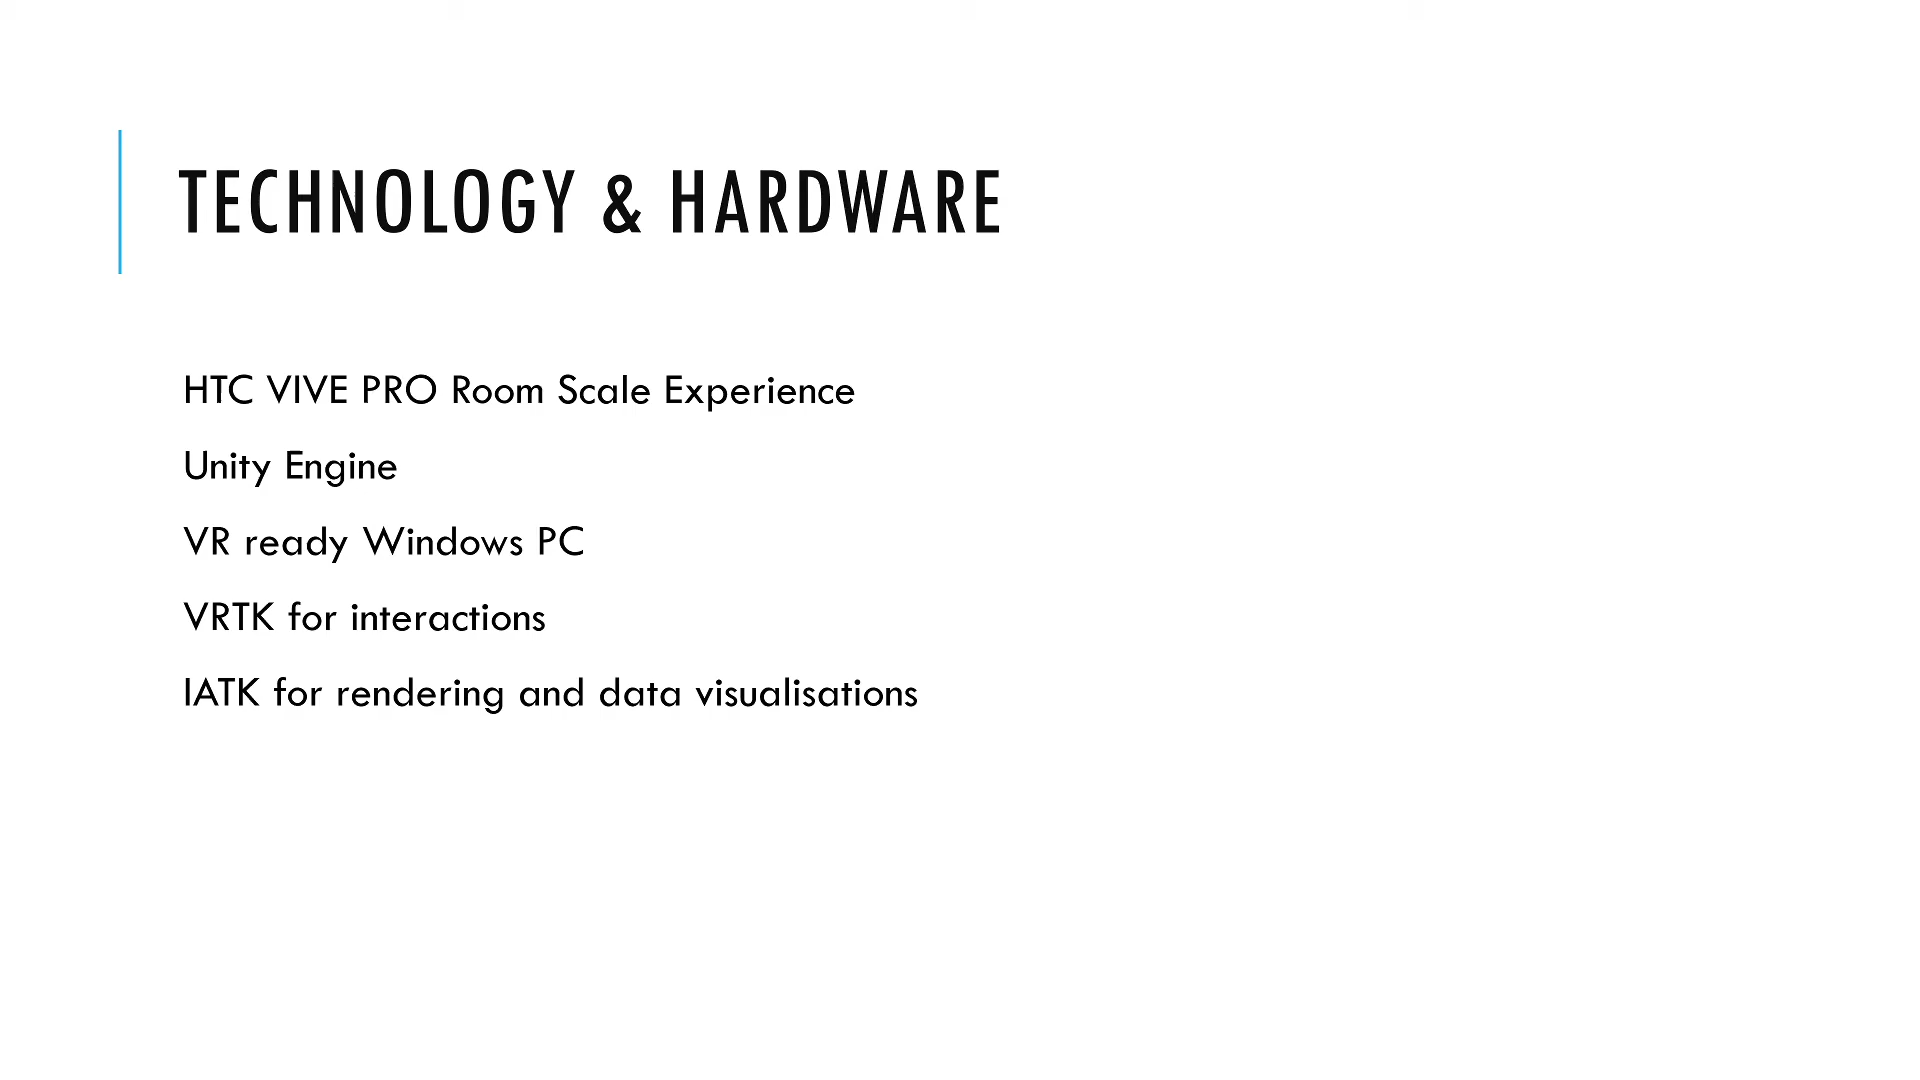 TECHNOLOGY & HARDWARE
HTC VIVE PRO Room Scale Experience
Unity Engine
VR ready Windows PC
VRTK for interactions
IATK for rendering and data visualisations